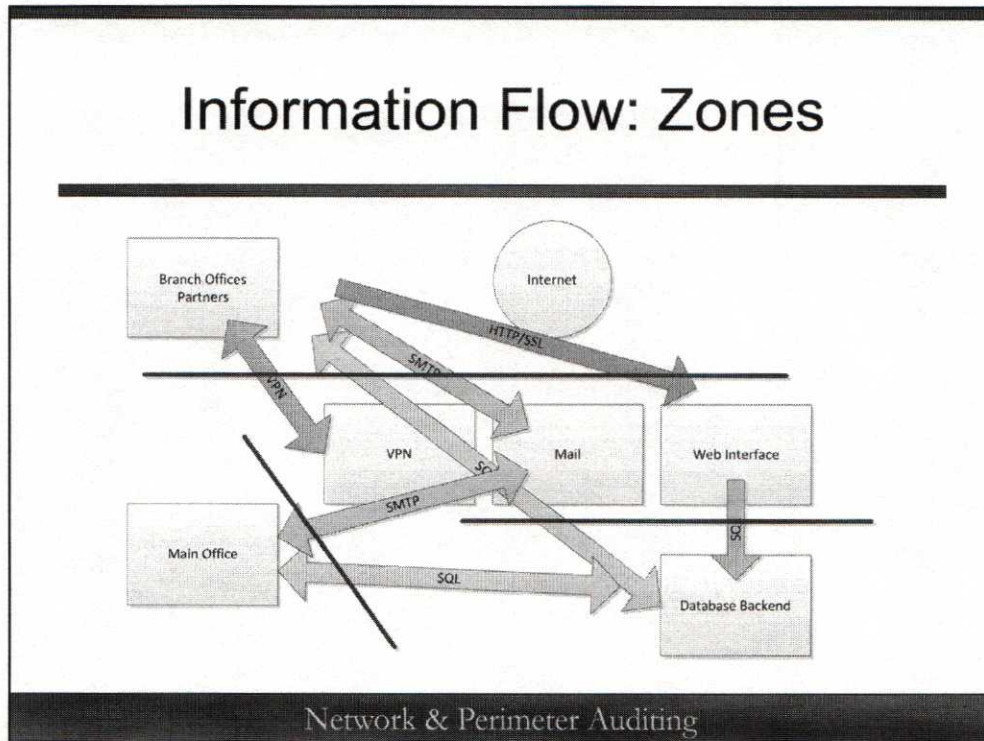 Information Flow: Zones
Branch Offices
Partners
Internet
HTTP/SSL
SMTP
VPN
VPN
Mail
Web Interface
SMTP
Main Office
SQL
Database Backend
Network & Perimeter Auditing